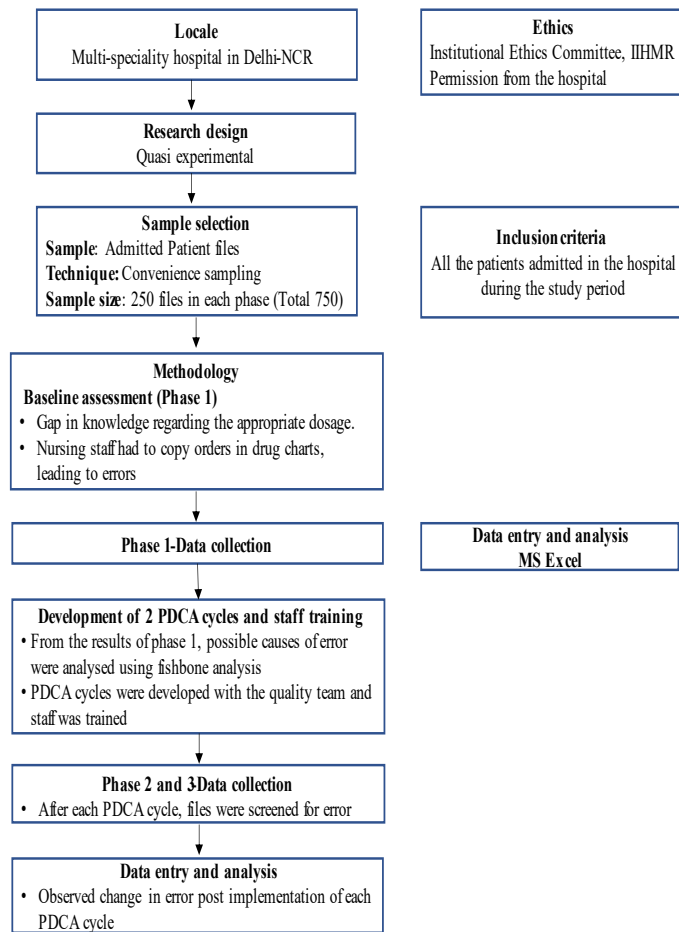 Locale
Multi-speciality hospital in Delhi-NCR
Ethics
Institutional Ethics Committee, IIHMR
Permission from the hospital
Research design
Quasi experimental
Sample selection
Sample: Admitted Patient files
Technique: Convenience sampling
Sample size: 250 files in each phase (Total 750)
Inclusion criteria
All the patients admitted in the hospital
during the study period
Methodology
Baseline assessment (Phase 1)
• Gap in knowledge regarding the appropriate dosage.
• Nursing staff had to copy orders in drug charts,
leading to errors
Phase 1-Data collection
Data entry and analysis
MS Excel
Development of 2 PDCA cycles and staff training
• From the results of phase 1, possible causes of error
were analysed using fishbone analysis
• PDCA cycles were developed with the quality team and
staff was trained
Phase 2 and 3-Data collection
• After each PDCA cycle, files were screened for error
Data entry and analysis
• Observed change in error post implementation of each
PDCA cycle